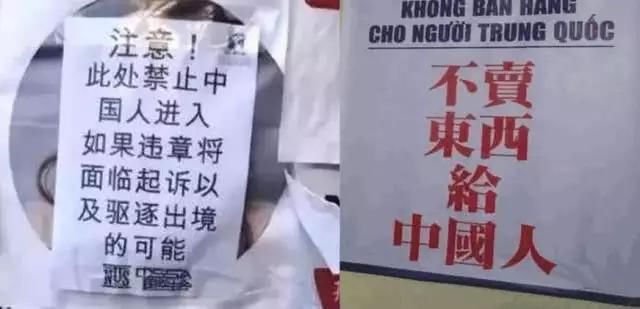 注意！
此处禁止中
国人进入
如果违章将
面临起诉以
及驱逐出境
的可能
KHÔNG BÁN HÀNG
CHO NGƯỜI TRUNG QUỐC
不賣
東西
給
中國人